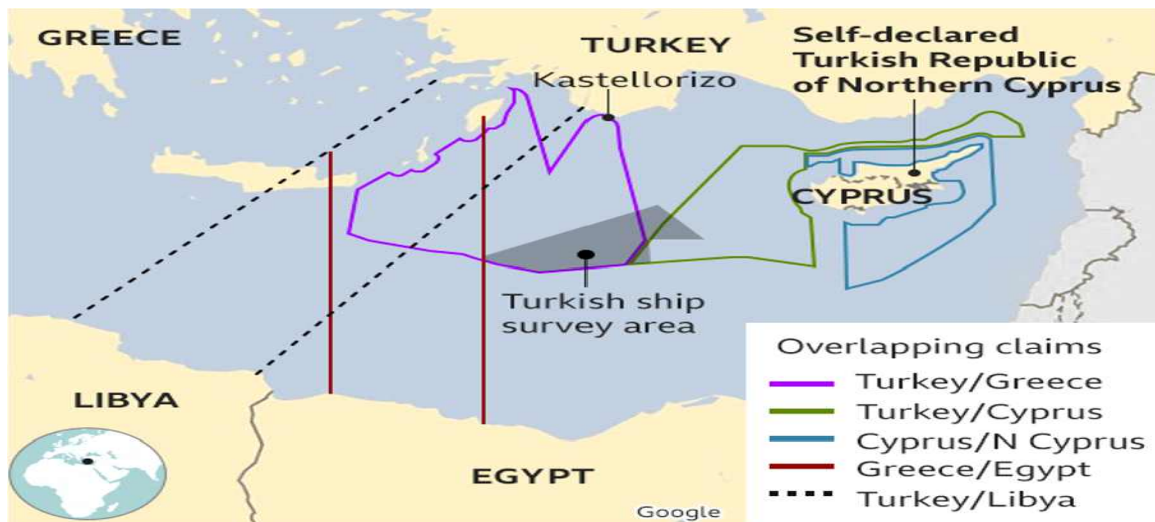 GREECE
TURKEY
Kastellorizo
Self-declared
Turkish Republic
of Northern Cyprus
CYPRUS
Turkish ship
survey area
LIBYA
EGYPT
Google
Overlapping claims
Turkey/Greece
Turkey/Cyprus
Cyprus/N Cyprus
Greece/Egypt
Turkey/Libya